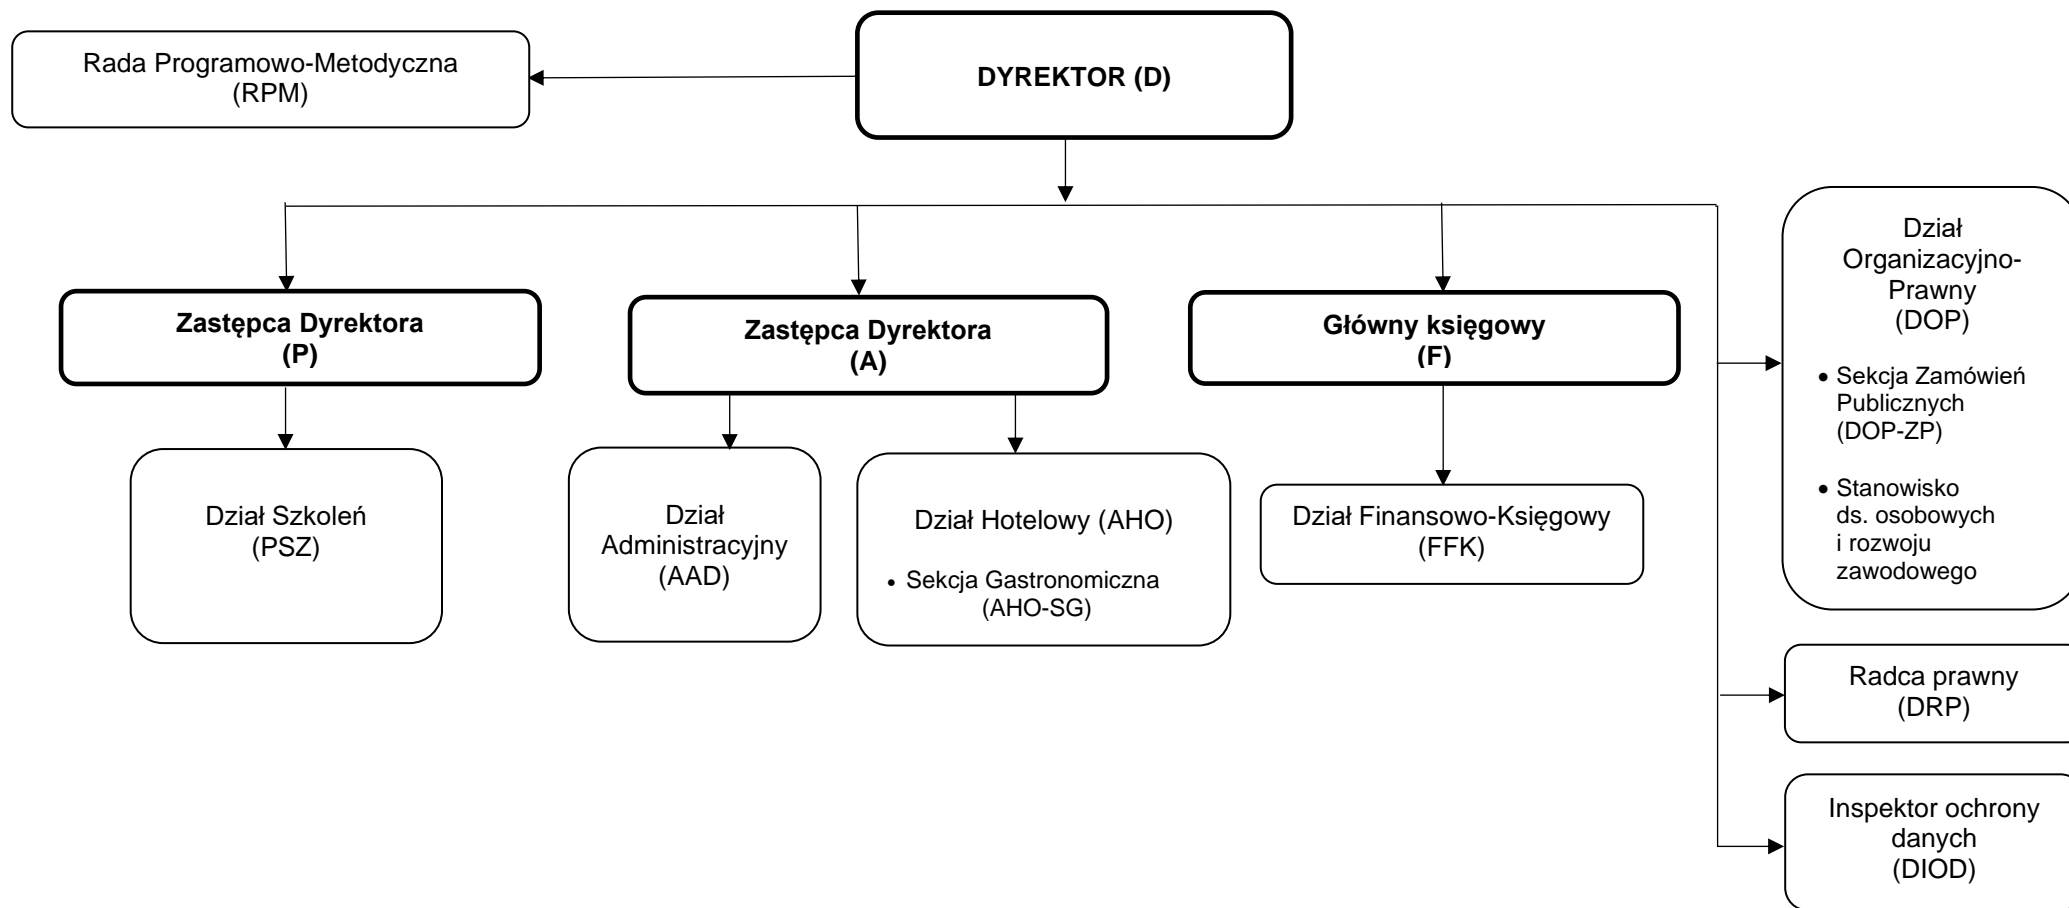 Rada Programowo-Metodyczna
(RPM)
DYREKTOR (D)
Zastępca Dyrektora
(P)
Zastępca Dyrektora
(A)
Główny księgowy
(F)
Dział
Organizacyjno-
Prawny
(DOP)
• Sekcja Zamówień
Publicznych
(DOP-ZP)
• Stanowisko
ds. osobowych
i rozwoju
zawodowego
Dział Szkoleń
(PSZ)
Dział
Administracyjny
(AAD)
Dział Hotelowy (AHO)
• Sekcja Gastronomiczna
(AHO-SG)
Dział Finansowo-Księgowy
(FFK)
Radca prawny
(DRP)
Inspektor ochrony
danych
(DIOD)